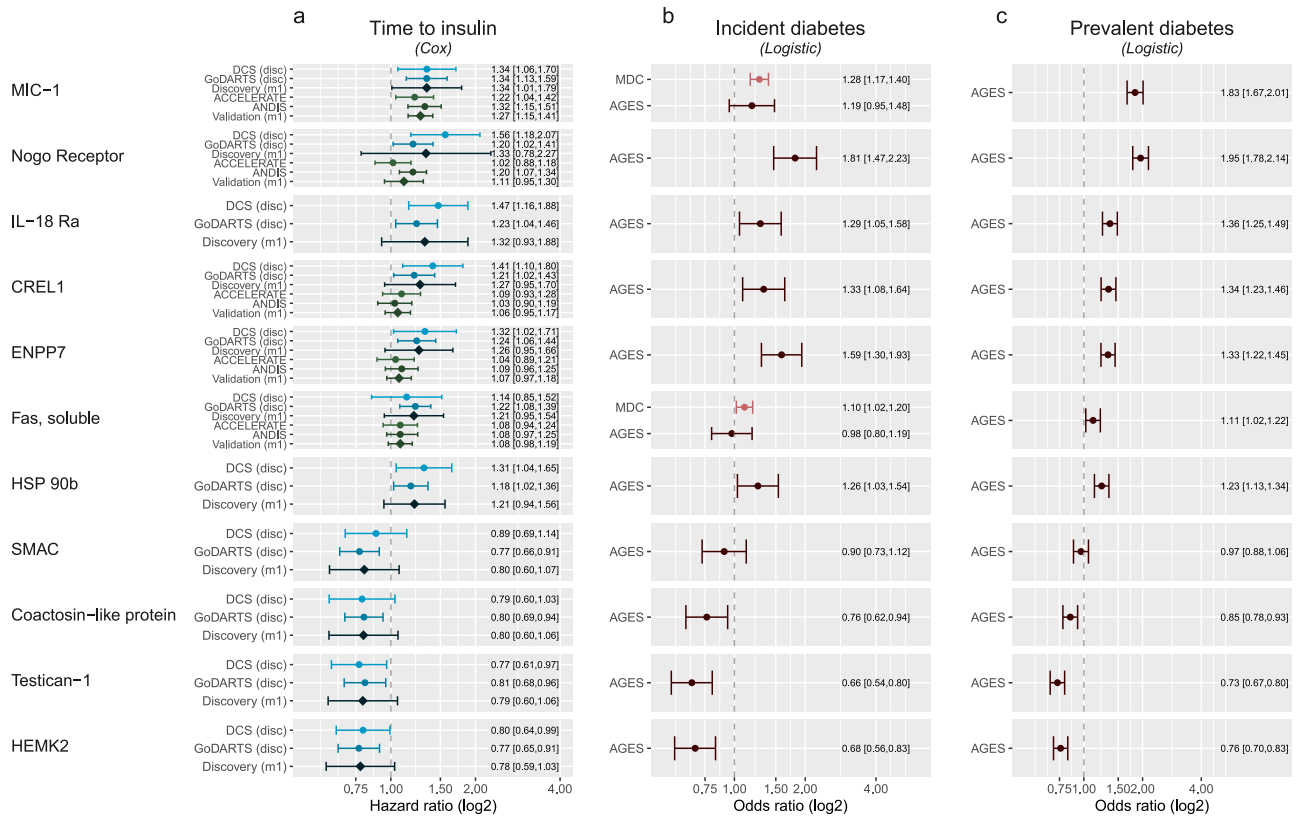 a
Time to insulin
(Cox)
b
Incident diabetes
(Logistic)
c
Prevalent diabetes
(Logistic)
MIC−1
DCS (disc) 1.34 [1.06,1.70]
GoDARTS (disc) 1.34 [1.13,1.59]
Discovery (m1) 1.34 [1.01,1.79]
ACCELERATE 1.22 [1.04,1.42]
ANDIS 1.32 [1.15,1.51]
Validation (m1) 1.27 [1.15,1.41]
MDC 1.28 [1.17,1.40]
AGES 1.19 [0.95,1.48]
AGES 1.83 [1.67,2.01]
Nogo Receptor
DCS (disc) 1.56 [1.18,2.07]
GoDARTS (disc) 1.20 [1.02,1.41]
Discovery (m1) 1.33 [0.78,2.27]
ACCELERATE 1.02 [0.88,1.18]
ANDIS 1.20 [1.07,1.34]
Validation (m1) 1.11 [0.95,1.30]
AGES 1.81 [1.47,2.23]
AGES 1.95 [1.78,2.14]
IL−18 Ra
DCS (disc) 1.47 [1.16,1.88]
GoDARTS (disc) 1.23 [1.04,1.46]
Discovery (m1) 1.32 [0.93,1.88]
AGES 1.29 [1.05,1.58]
AGES 1.36 [1.25,1.49]
CREL1
DCS (disc) 1.41 [1.10,1.80]
GoDARTS (disc) 1.21 [1.02,1.43]
Discovery (m1) 1.27 [0.95,1.70]
ACCELERATE 1.09 [0.93,1.28]
ANDIS 1.03 [0.90,1.19]
Validation (m1) 1.06 [0.95,1.17]
AGES 1.33 [1.08,1.64]
AGES 1.34 [1.23,1.46]
ENPP7
DCS (disc) 1.32 [1.02,1.71]
GoDARTS (disc) 1.24 [1.06,1.44]
Discovery (m1) 1.26 [0.95,1.66]
ACCELERATE 1.04 [0.89,1.21]
ANDIS 1.09 [0.96,1.25]
Validation (m1) 1.07 [0.97,1.18]
AGES 1.59 [1.30,1.93]
AGES 1.33 [1.22,1.45]
Fas, soluble
DCS (disc) 1.14 [0.85,1.52]
GoDARTS (disc) 1.22 [1.08,1.39]
Discovery (m1) 1.21 [0.95,1.54]
ACCELERATE 1.08 [0.94,1.24]
ANDIS 1.08 [0.97,1.25]
Validation (m1) 1.08 [0.98,1.19]
MDC 1.10 [1.02,1.20]
AGES 0.98 [0.80,1.19]
AGES 1.11 [1.02,1.22]
HSP 90b
DCS (disc) 1.31 [1.04,1.65]
GoDARTS (disc) 1.18 [1.02,1.36]
Discovery (m1) 1.21 [0.94,1.56]
AGES 1.26 [1.03,1.54]
AGES 1.23 [1.13,1.34]
SMAC
DCS (disc) 0.89 [0.69,1.14]
GoDARTS (disc) 0.77 [0.66,0.91]
Discovery (m1) 0.80 [0.60,1.07]
AGES 0.90 [0.73,1.12]
AGES 0.97 [0.88,1.06]
Coactosin−like protein
DCS (disc) 0.79 [0.60,1.03]
GoDARTS (disc) 0.80 [0.69,0.94]
Discovery (m1) 0.80 [0.60,1.06]
AGES 0.76 [0.62,0.94]
AGES 0.85 [0.78,0.93]
Testican−1
DCS (disc) 0.77 [0.61,0.97]
GoDARTS (disc) 0.81 [0.68,0.96]
Discovery (m1) 0.79 [0.60,1.06]
AGES 0.66 [0.54,0.80]
AGES 0.73 [0.67,0.80]
HEMK2
DCS (disc) 0.80 [0.64,0.99]
GoDARTS (disc) 0.77 [0.65,0.91]
Discovery (m1) 0.78 [0.59,1.03]
AGES 0.68 [0.56,0.83]
AGES 0.76 [0.70,0.83]
0.75 1.00 1.50 2.00 4.00
Hazard ratio (log2)
0.75 1.00 1.50 2.00 4.00
Odds ratio (log2)
0.75 1.00 1.50 2.00 4.00
Odds ratio (log2)